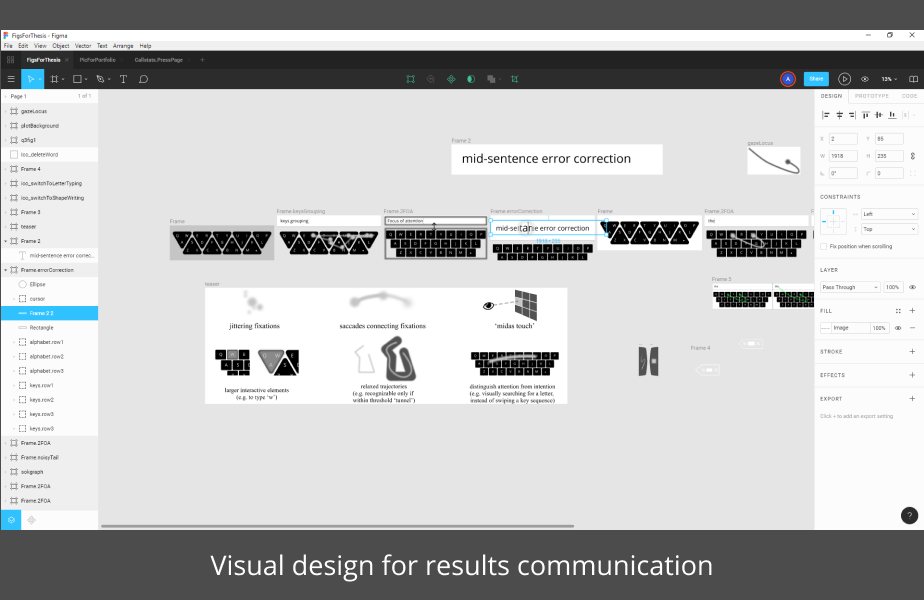 FigsForThesis - Figma
File Edit View Object Vector Text Arrange Help
FigsForThesis PicForPortfolio Callstats.PressPage
A Share 13%
Page 1 1 of 1
gazeLocus
plotBackground
q3fig1
ico_deleteWord
Frame 4
ico_switchToLetterTyping
ico_switchToShapeWriting
Frame 3
teaser
Frame 2
mid-sentence error correc...
Frame.errorCorrection
Ellipse
cursor
Frame 2 2
Rectangle
alphabet.row1
alphabet.row2
alphabet.row3
keys.row1
keys.row2
keys.row3
keys.row3
Frame.2FOA
Frame.noisyTail
sokgraph
Frame.2FOA
Frame.2FOA
Frame 2
mid-sentence error correction
gazeLocus
Frame
Frame.keysGrouping
keys grouping
Frame.2FOA
Focus of attention
Frame.errorCorrection
mid-sentence error correction
1918×235
Frame
Frame.2FOA
Frame 3
teaser
jittering fixations
saccades connecting fixations
‘midas touch’
larger interactive elements
(e.g. to type ‘w’)
relaxed trajectories
(e.g. recognizable only if
within threshold ‘tunnel’)
distinguish attention from intention
(e.g. visually searching for a letter,
instead of swiping a key sequence)
Frame 4
DESIGN PROTOTYPE CODE
X 2 Y 65
W 1918 H 235
0° 0
CONSTRAINTS
Left
Top
Fix position when scrolling
LAYER
Pass Through 100%
FILL
Image 100%
STROKE
EFFECTS
EXPORT
Click + to add an export setting
?
Visual design for results communication